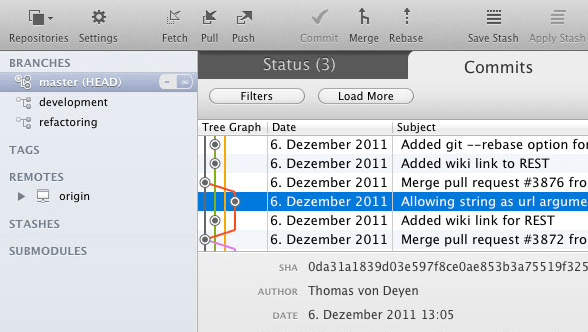 Repositories Settings Fetch Pull Push Commit Merge Rebase Save Stash Apply Stash
BRANCHES
master (HEAD)
development
refactoring
TAGS
REMOTES
origin
STASHES
SUBMODULES
Status (3) Commits
Filters Load More
Tree Graph Date Subject
6. Dezember 2011 Added git --rebase option for
6. Dezember 2011 Added wiki link to REST
6. Dezember 2011 Merge pull request #3876 fro
6. Dezember 2011 Allowing string as url argume
6. Dezember 2011 Added wiki link for REST
6. Dezember 2011 Merge pull request #3872 fro
SHA 0da31a1839d03e597f8ce0ae853b3a75519f325
AUTHOR Thomas von Deyen
DATE 6. Dezember 2011 13:05